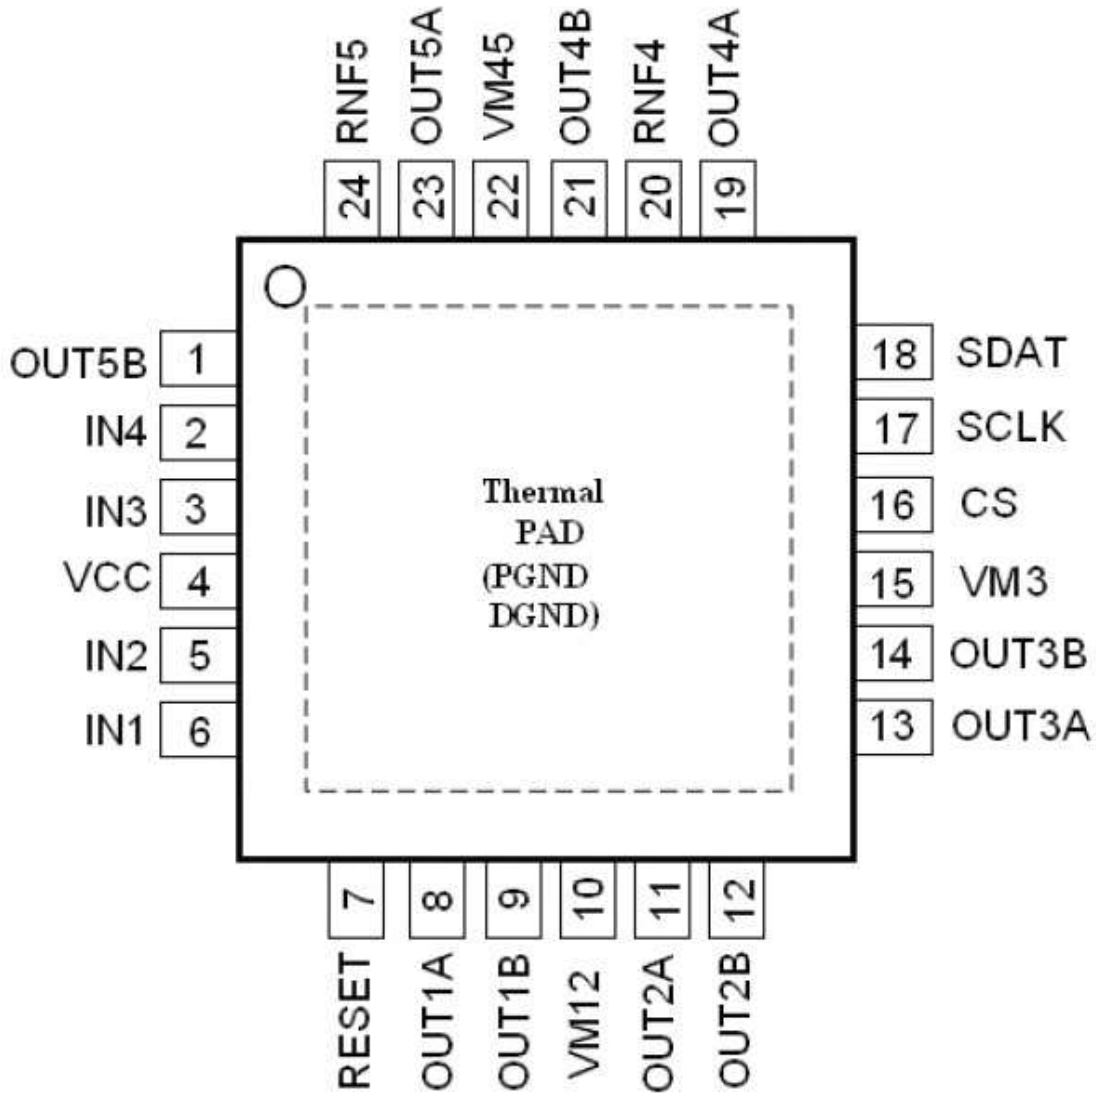 RNF5
OUT5A
VM45
OUT4B
RNF4
OUT4A
24
23
22
21
20
19
OUT5B 1
IN4 2
IN3 3
VCC 4
IN2 5
IN1 6
Thermal
PAD
(PGND
DGND)
18 SDAT
17 SCLK
16 CS
15 VM3
14 OUT3B
13 OUT3A
7
8
9
10
11
12
RESET
OUT1A
OUT1B
VM12
OUT2A
OUT2B